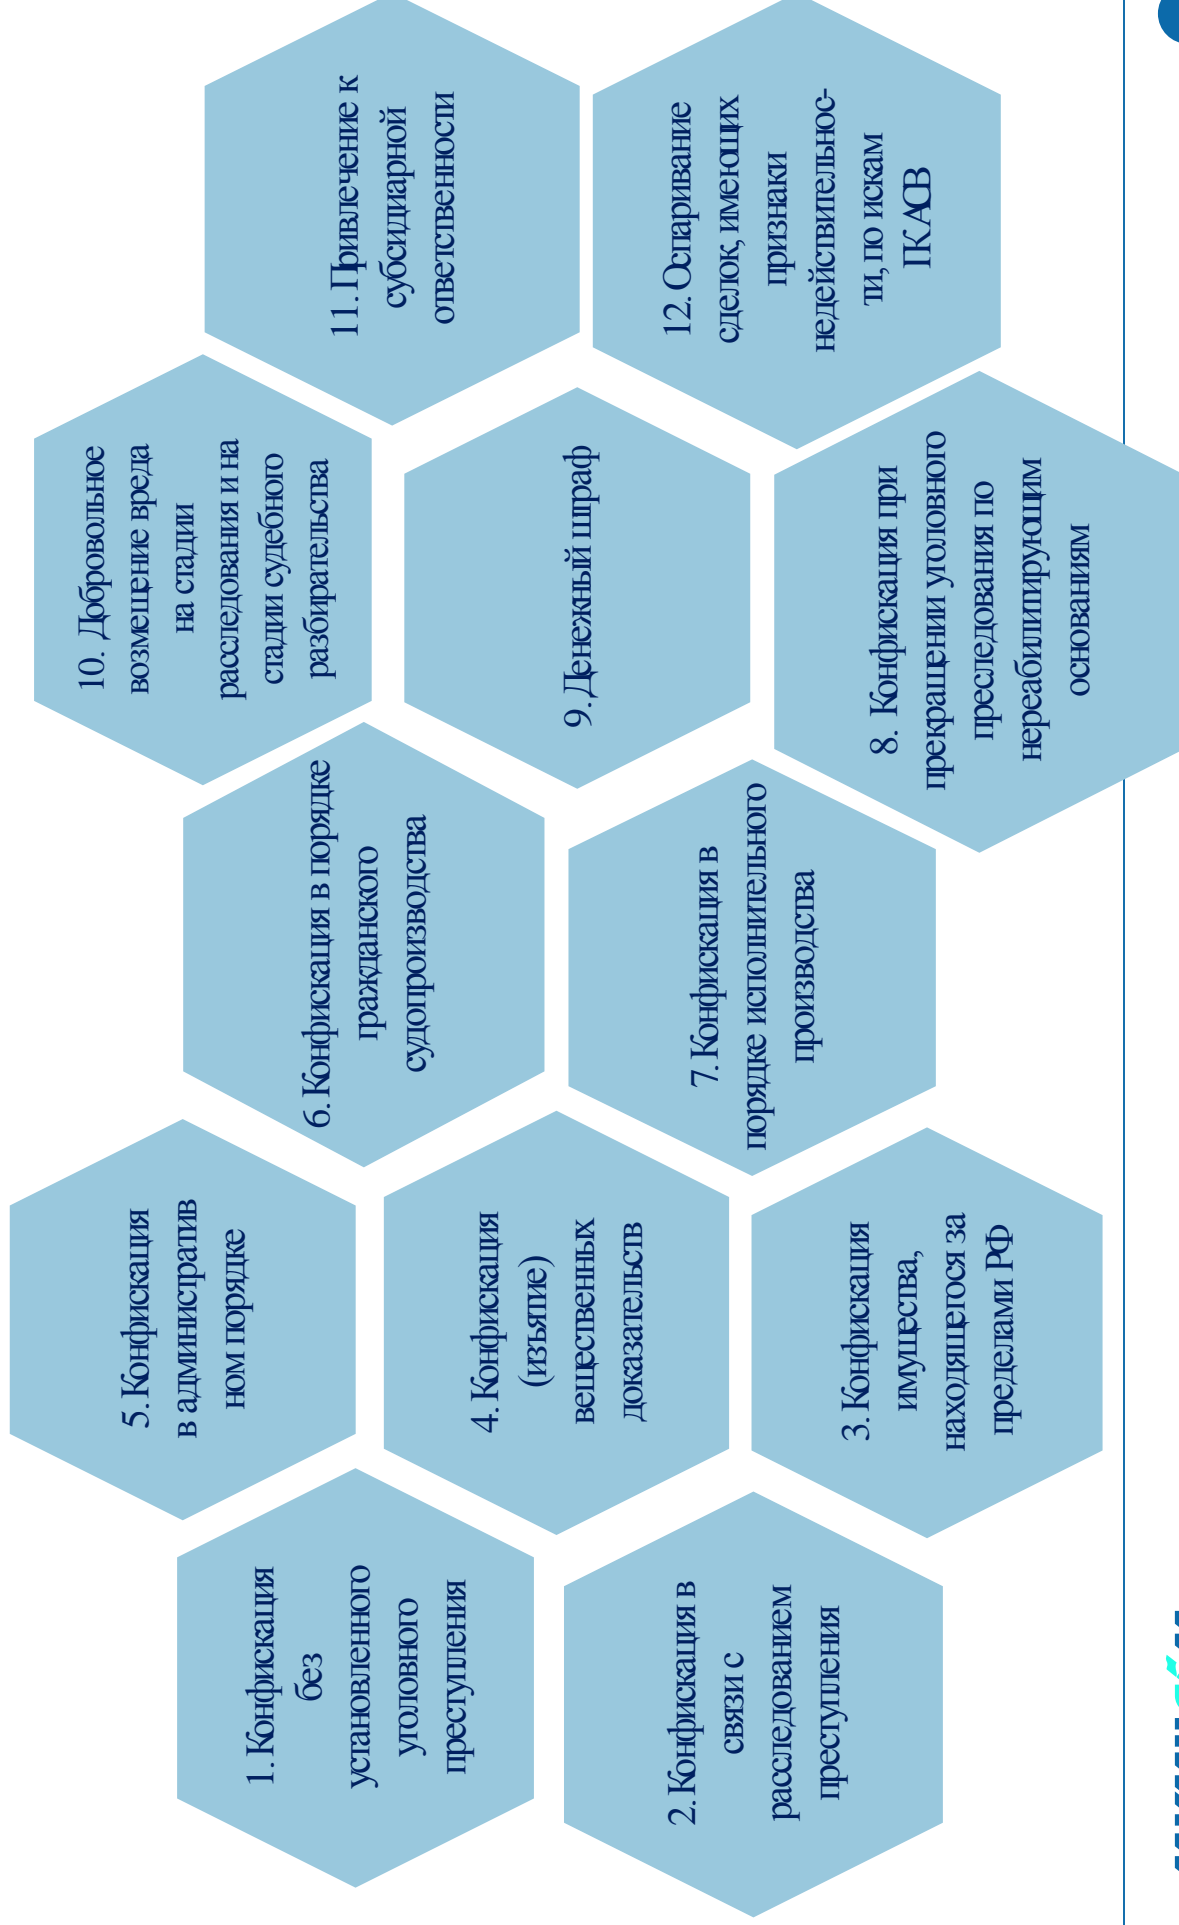 1. Конфискация
без
установленного
уголовного
преступления
2. Конфискация в
связи с
расследованием
преступления
3. Конфискация
имущества,
находящегося за
пределами РФ
4. Конфискация
(изъятие)
вещественных
доказательств
5. Конфискация
в административ
ном порядке
6. Конфискация в порядке
гражданского
судопроизводства
7. Конфискация в
порядке исполнительного
производства
8. Конфискация при
прекращении уголовного
преследования по
нереабилитирующим
основаниям
9. Денежный штраф
10. Добровольное
возмещение вреда
на стадии
расследования и на
стадии судебного
разбирательства
11. Привлечение к
субсидиарной
ответственности
12. Оспаривание
сделок, имеющих
признаки
недействительнос-
ти, по искам
ГК АСВ